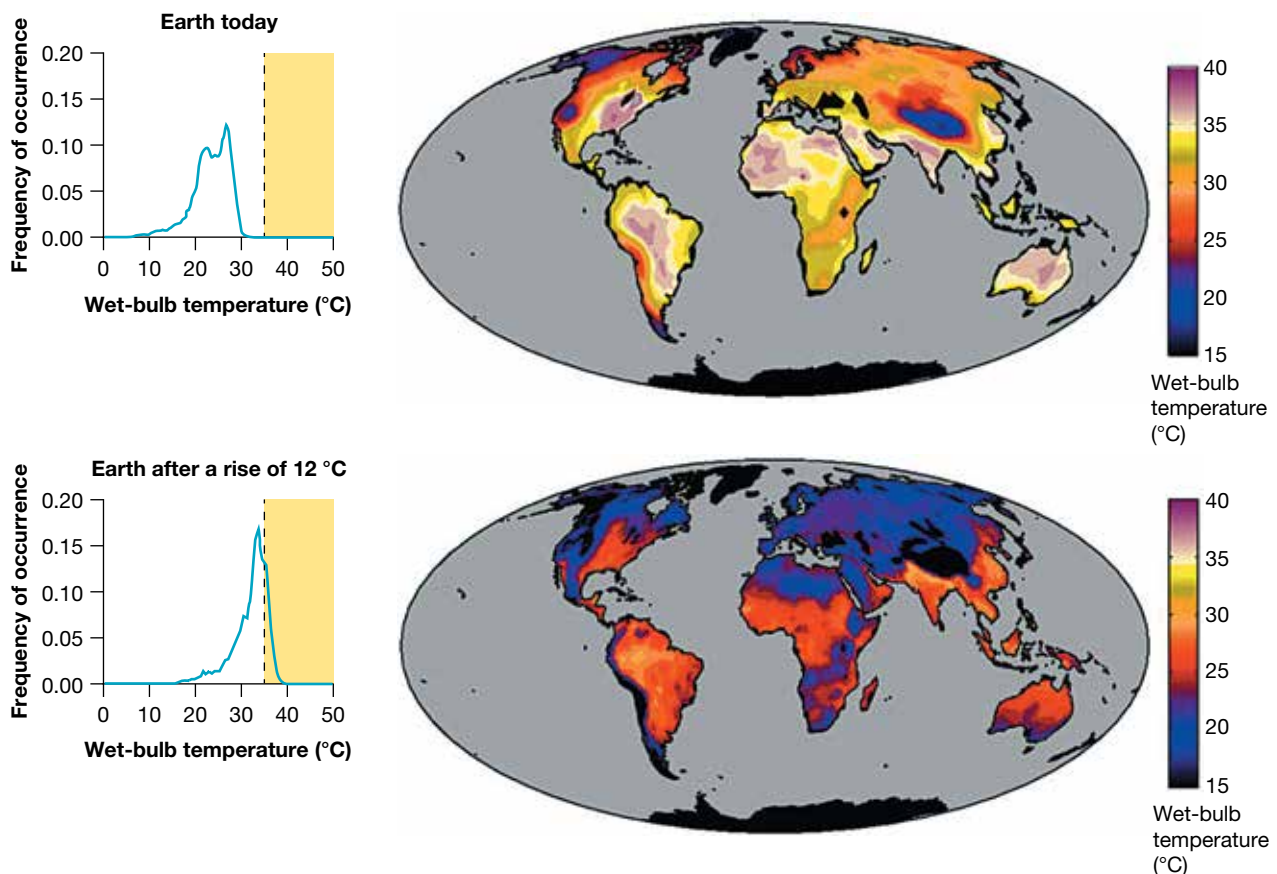 Earth today
Frequency of occurrence
0.20
0.15
0.10
0.05
0.00
0 10 20 30 40 50
Wet-bulb temperature (°C)
40
35
30
25
20
15
Wet-bulb
temperature
(°C)
Earth after a rise of 12 °C
Frequency of occurrence
0.20
0.15
0.10
0.05
0.00
0 10 20 30 40 50
Wet-bulb temperature (°C)
40
35
30
25
20
15
Wet-bulb
temperature
(°C)